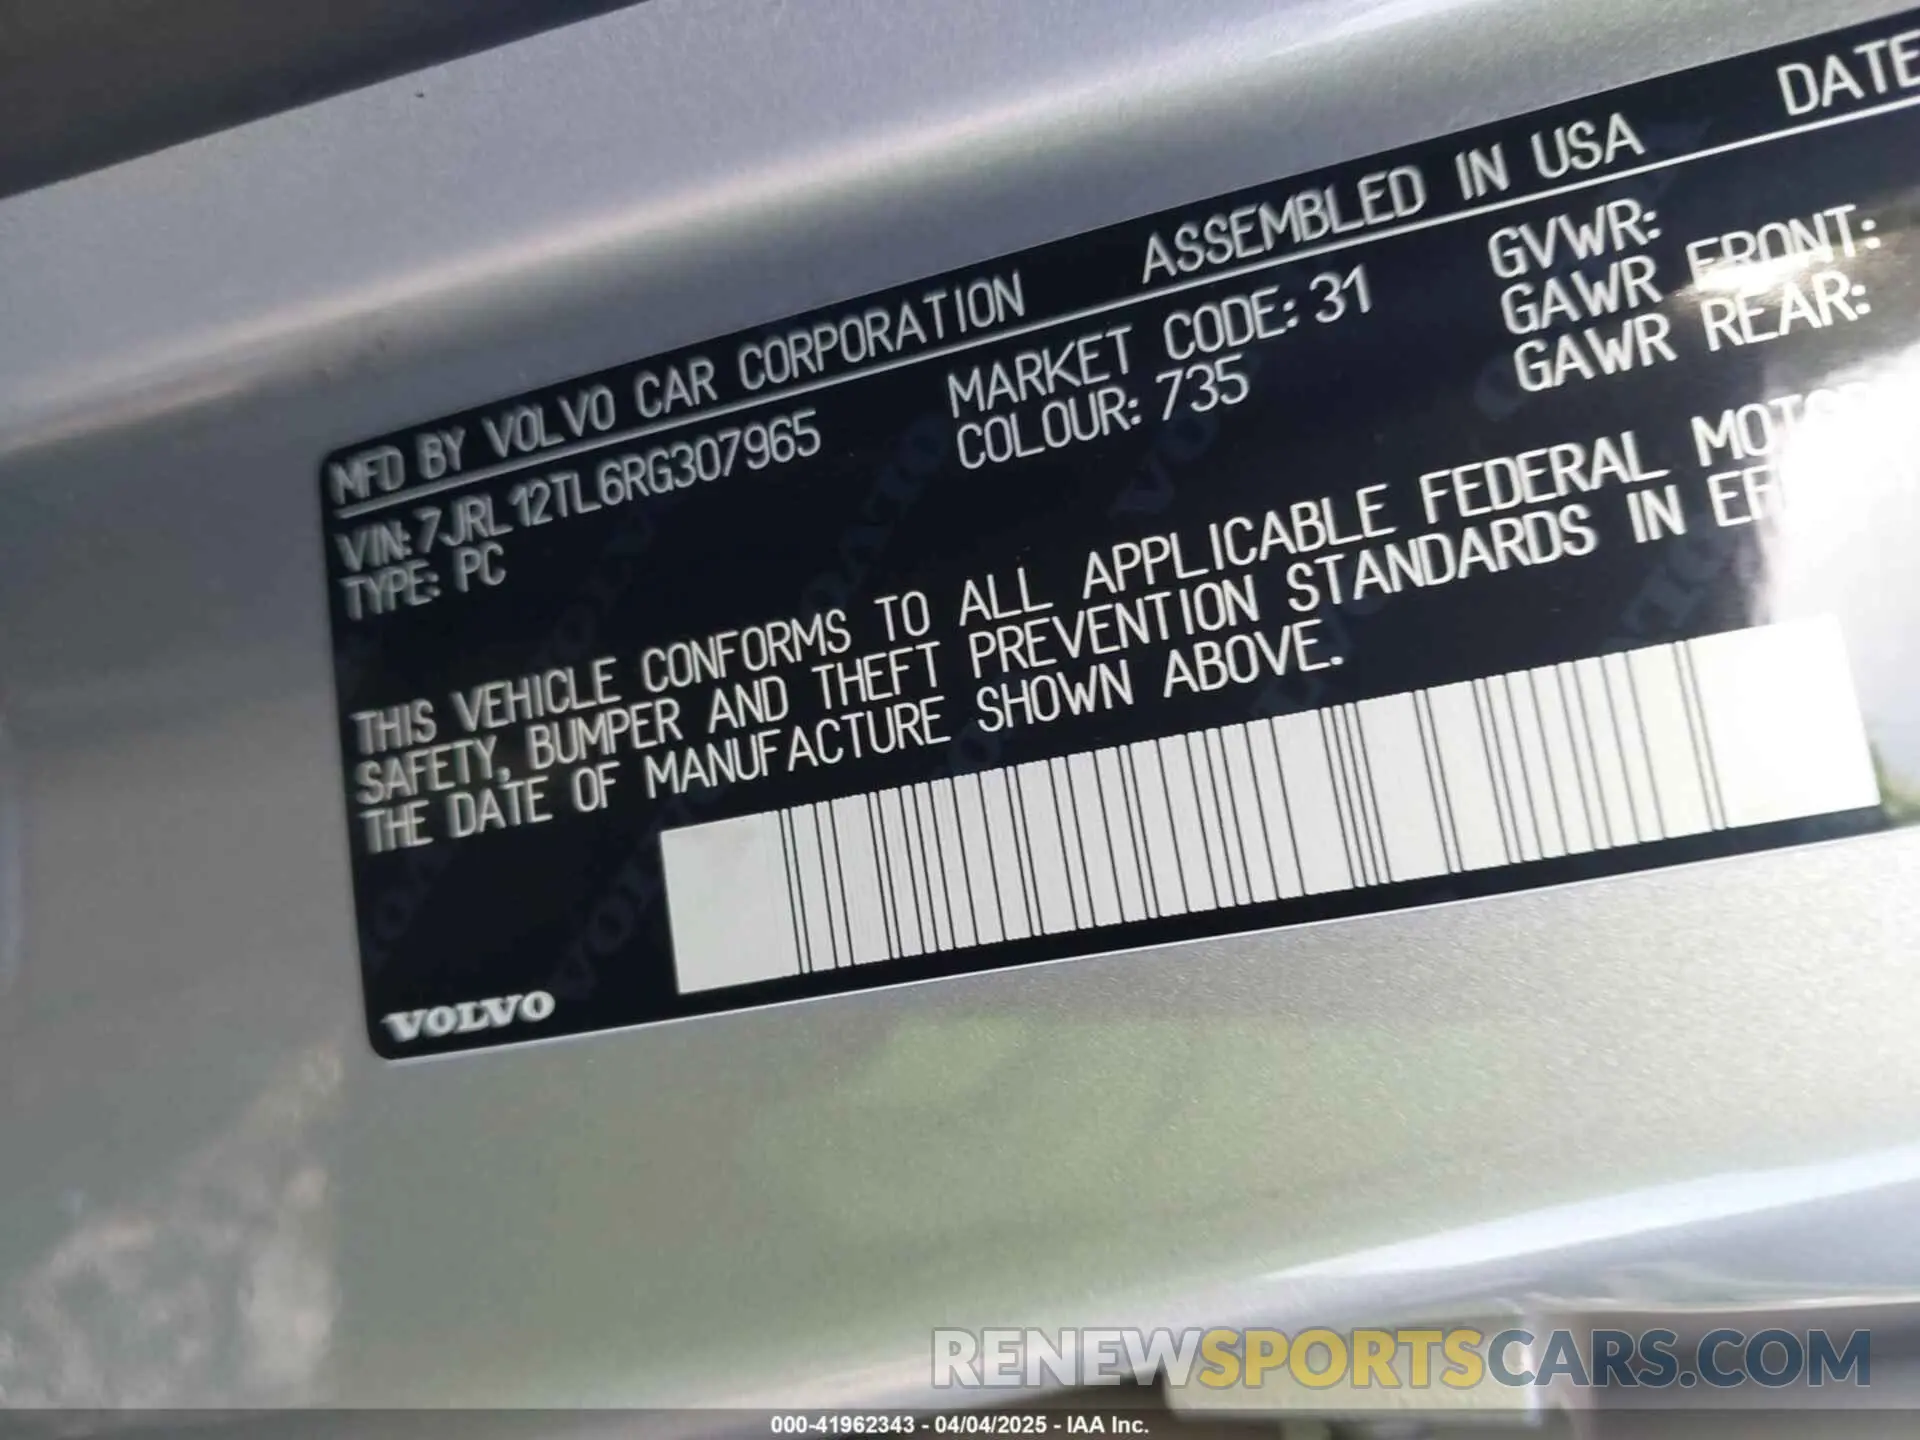 MFD BY VOLVO CAR CORPORATION ASSEMBLED IN USA DATE
VIN: 7JRL12TL6RG307965 MARKET CODE: 31 GVWR:
TYPE: PC COLOUR: 735 GAWR FRONT:
GAWR REAR:
THIS VEHICLE CONFORMS TO ALL APPLICABLE FEDERAL
SAFETY, BUMPER AND THEFT PREVENTION STANDARDS IN
THE DATE OF MANUFACTURE SHOWN ABOVE.
VOLVO
RENEWSPORTSCARS.COM
000-41962343 - 04/04/2025 - IAA Inc.